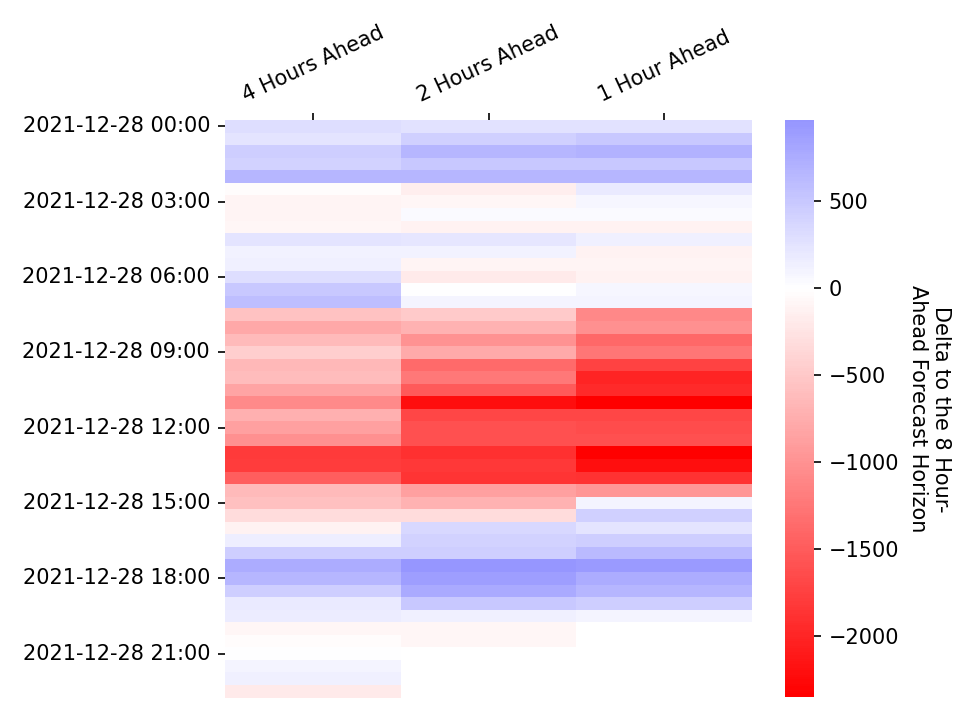 4 Hours Ahead
2 Hours Ahead
1 Hour Ahead
2021-12-28 00:00
2021-12-28 03:00
2021-12-28 06:00
2021-12-28 09:00
2021-12-28 12:00
2021-12-28 15:00
2021-12-28 18:00
2021-12-28 21:00
500
0
−500
−1000
−1500
−2000
Delta to the 8 Hour-
Ahead Forecast Horizon